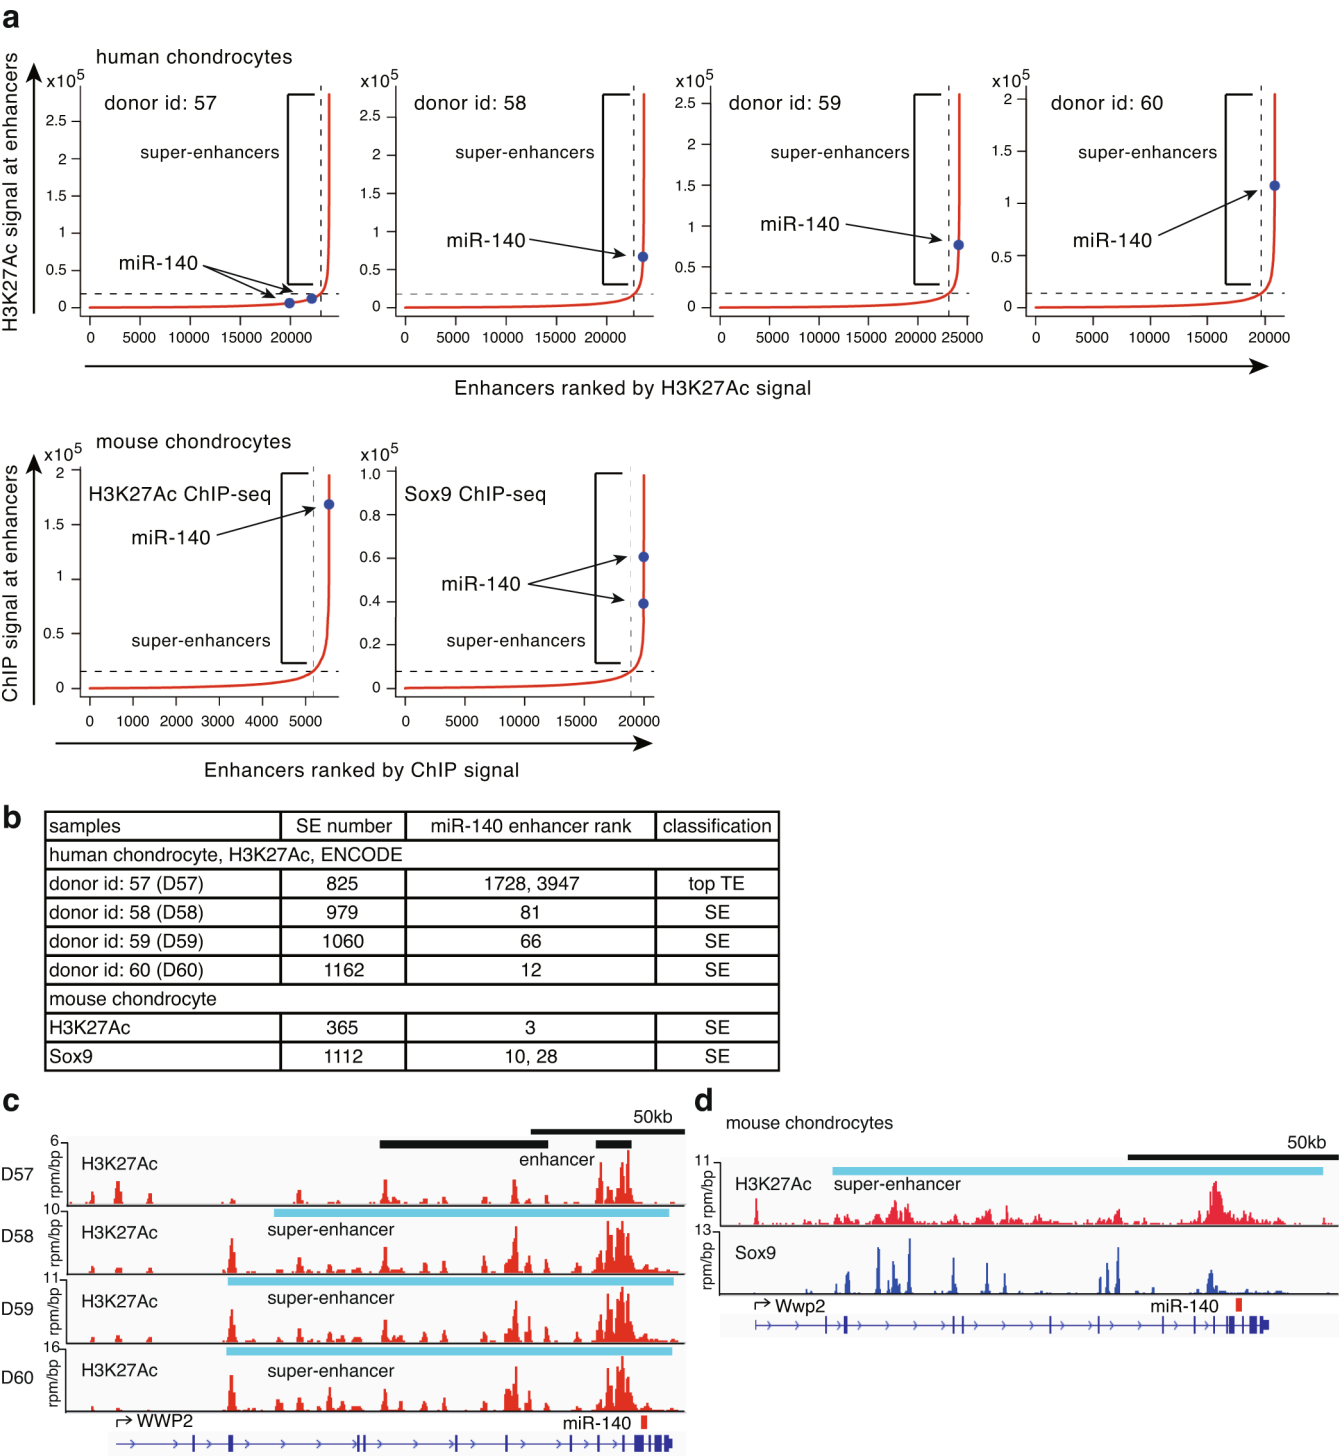 a
human chondrocytes
H3K27Ac signal at enhancers
x10⁵
donor id: 57
2.5
2
1.5
1
0.5
0
super-enhancers
miR-140
0 5000 10000 15000 20000
x10⁵
donor id: 58
2.5
2
1.5
1
0.5
0
super-enhancers
miR-140
0 5000 10000 15000 20000
x10⁵
donor id: 59
2.5
2
1.5
1
0.5
0
super-enhancers
miR-140
0 5000 10000 15000 20000 25000
x10⁵
donor id: 60
2
1
1
0.5
0
super-enhancers
miR-140
0 5000 10000 15000 20000
Enhancers ranked by H3K27Ac signal
mouse chondrocytes
ChIP signal at enhancers
x10⁵
2
1.5
1
0.5
0
H3K27Ac ChIP-seq
miR-140
super-enhancers
0 1000 2000 3000 4000 5000
x10⁵
1.0
0.8
0.6
0.4
0.2
0
Sox9 ChIP-seq
miR-140
super-enhancers
0 5000 10000 15000 20000
Enhancers ranked by ChIP signal
b
samples SE number miR-140 enhancer rank classification
human chondrocyte, H3K27Ac, ENCODE
donor id: 57 (D57) 825 1728, 3947 top TE
donor id: 58 (D58) 979 81 SE
donor id: 59 (D59) 1060 66 SE
donor id: 60 (D60) 1162 12 SE
mouse chondrocyte
H3K27Ac 365 3 SE
Sox9 1112 10, 28 SE
c
50kb
D57
6
rpm/bp
H3K27Ac
enhancer
D58
10
rpm/bp
H3K27Ac
super-enhancer
D59
11
rpm/bp
H3K27Ac
super-enhancer
D60
16
rpm/bp
H3K27Ac
super-enhancer
WWP2
miR-140
d
mouse chondrocytes
50kb
11
rpm/bp
H3K27Ac
super-enhancer
13
rpm/bp
Sox9
Wwp2
miR-140